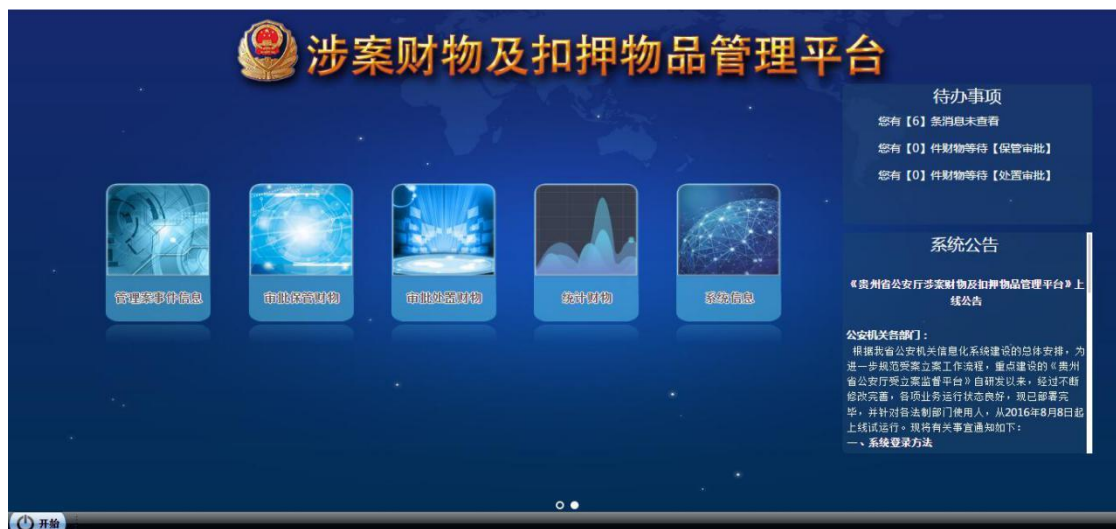 涉案财物及扣押物品管理平台
待办事项
您有【6】条消息未查看
您有【0】件财物等待【保管审批】
您有【0】件财物等待【处置审批】
管理案事件信息
审批保管财物
审批处置财物
统计财物
系统信息
系统公告
《贵州省公安厅涉案财物及扣押物品管理平台》上
线公告
公安机关各部门：
根据我省公安机关信息化系统建设的总体安排，为
进一步规范受案立案工作流程，重点建设的《贵州
省公安厅受立案监督平台》自研发以来，经过不断
修改完善，各项业务运行状态良好，现已部署完
毕，并针对各法制部门使用人，从2016年8月8日起
上线试运行。现将有关事宜通知如下：
一、系统登录方法
开始